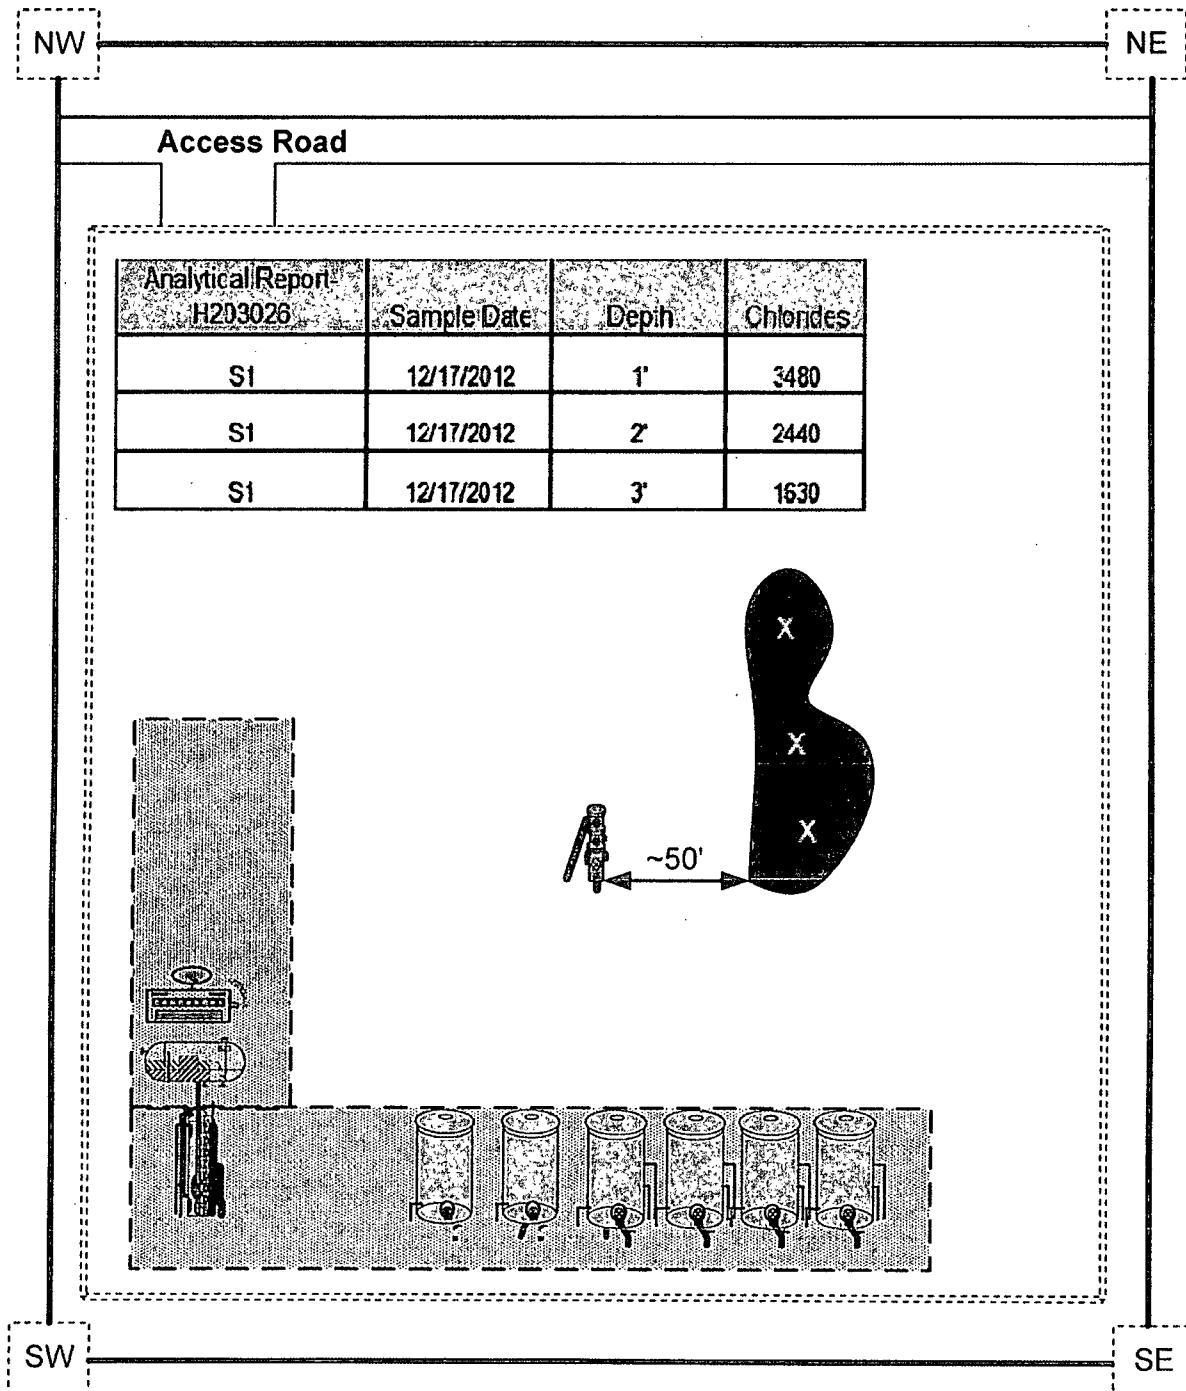 NW
NE
Access Road
Analytical Report-
H203026
Sample Date
Depth
Chlorides
S1
12/17/2012
1'
3480
S1
12/17/2012
2'
2440
S1
12/17/2012
3'
1630
X
X
X
~50'
SW
SE